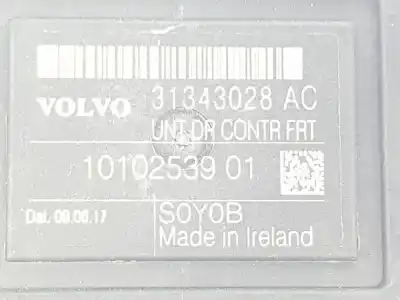 VOLVO 31343028 AC
UNT DR CONTR FRT
10102539 01
Dat. 09.06.17 S0Y0B
Made in Ireland